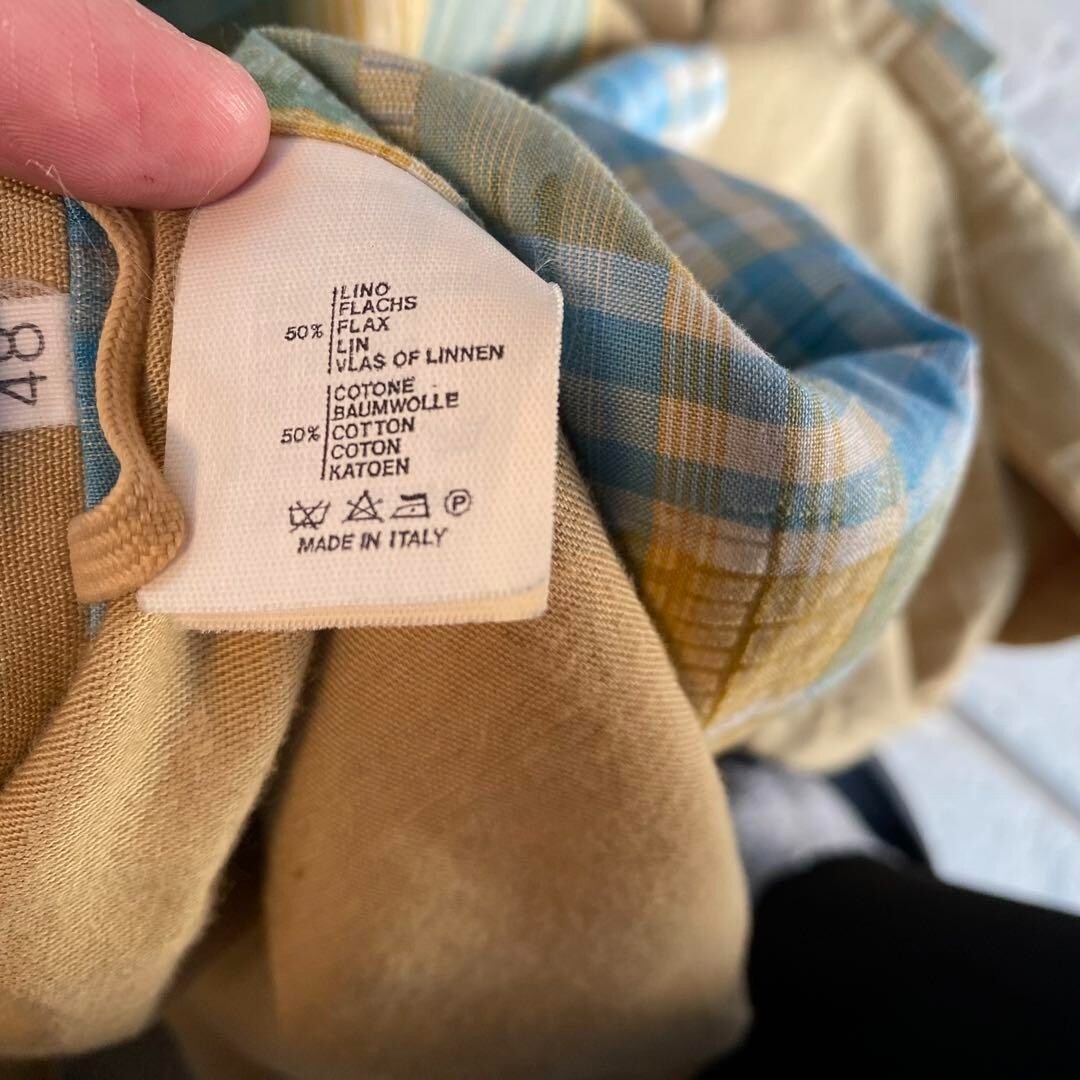 48
50%
LINO
FLACHS
FLAX
LIN
VLAS OF LINNEN
50%
COTONE
BAUMWOLLE
COTTON
COTON
KATOEN
P
MADE IN ITALY